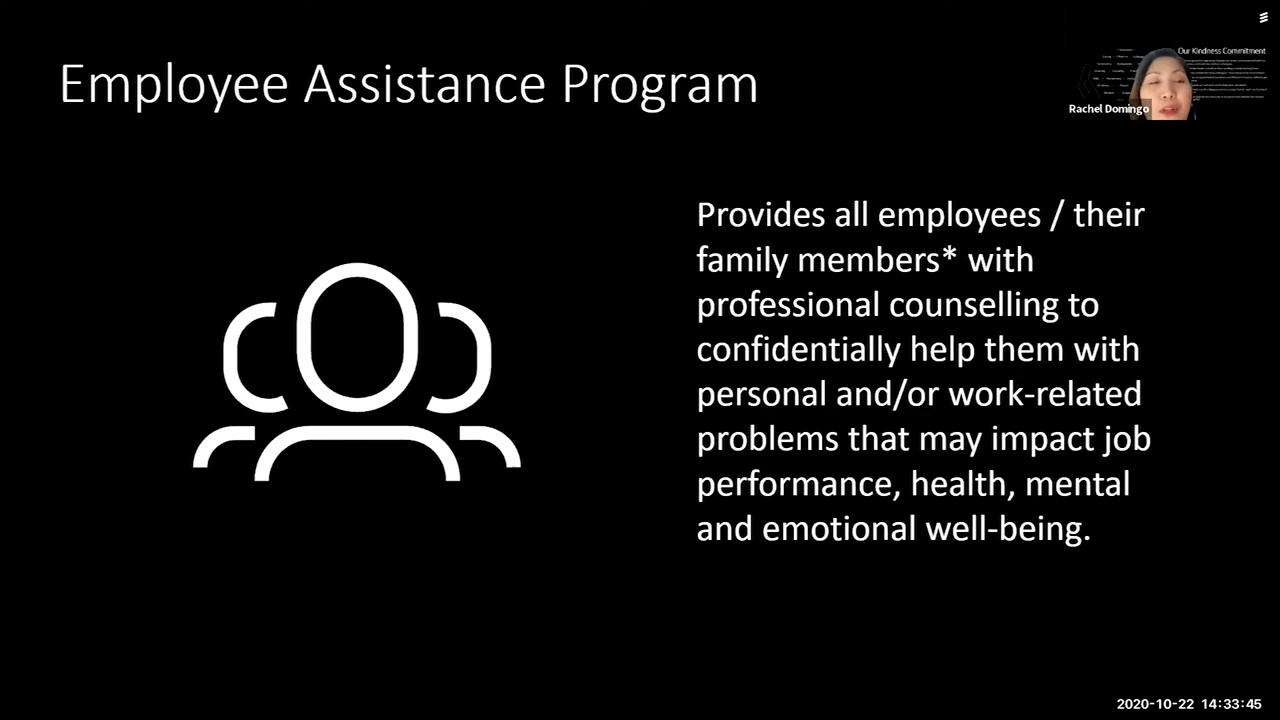 Employee Assistance Program
Our Kindness Commitment
Rachel Domingo
Provides all employees / their
family members* with
professional counselling to
confidentially help them with
personal and/or work-related
problems that may impact job
performance, health, mental
and emotional well-being.
2020-10-22 14:33:45